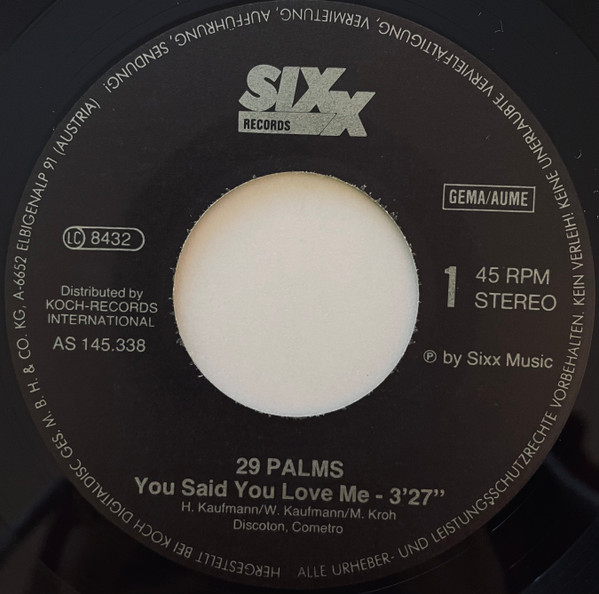 SIXX
RECORDS
GEMA/AUME
LC 8432
1
45 RPM
STEREO
Distributed by
KOCH-RECORDS
INTERNATIONAL
AS 145.338
℗ by Sixx Music
29 PALMS
You Said You Love Me - 3'27"
H. Kaufmann/W. Kaufmann/M. Kroh
Discoton, Cometro
HERGESTELLT BEI KOCH DIGITALDISC GES. M. B. H. & CO. KG. A-6652 ELBIGENALP 91 (AUSTRIA)
ALLE URHEBER- UND LEISTUNGSSCHUTZRECHTE VORBEHALTEN. KEIN VERLEIH! KEINE UNERLAUBTE VERVIELFÄLTIGUNG, VERMIETUNG, AUFFÜHRUNG, SENDUNG!